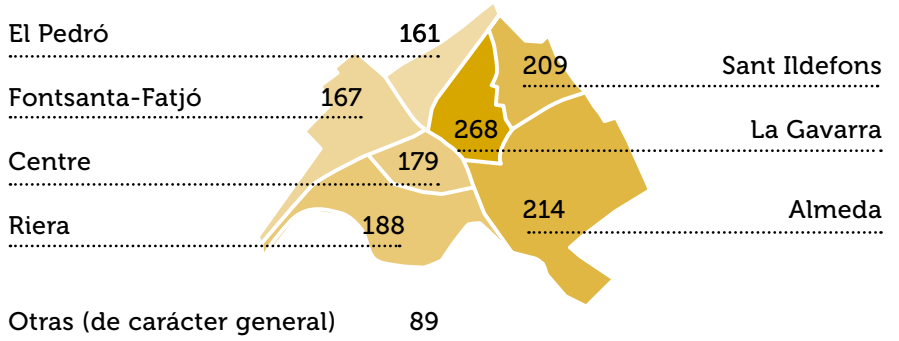 El Pedró 161
209 Sant Ildefons
Fontsanta-Fatjó 167
268 La Gavarra
Centre 179
214 Almeda
Riera 188
Otras (de carácter general) 89